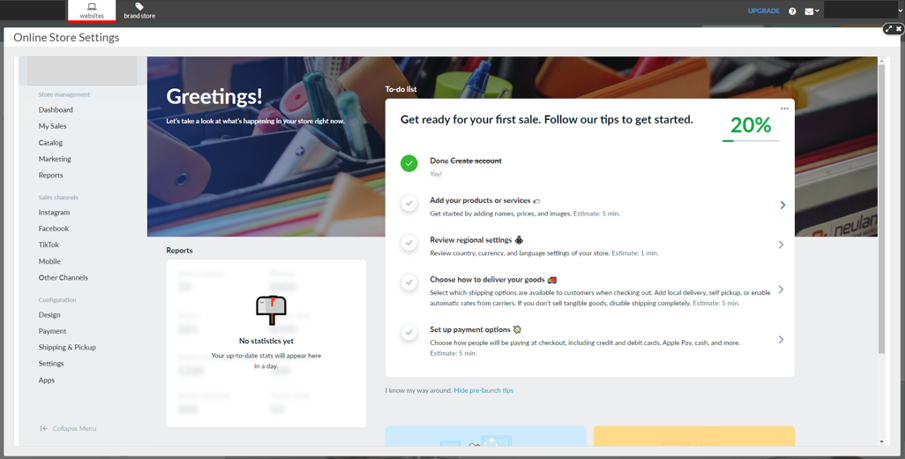 websites
brand store
UPGRADE
Online Store Settings
Store management
Dashboard
My Sales
Catalog
Marketing
Reports
Sales channels
Instagram
Facebook
TikTok
Mobile
Other Channels
Configuration
Design
Payment
Shipping & Pickup
Settings
Apps
Collapse Menu
Greetings!
Let's take a look at what's happening in your store right now.
Reports
No statistics yet
Your up-to-date stats will appear here
in a day.
To-do list
Get ready for your first sale. Follow our tips to get started.
20%
Done Create account
Yay!
Add your products or services
Get started by adding names, prices, and images. Estimate: 5 min.
Review regional settings
Review country, currency, and language settings of your store. Estimate: 1 min.
Choose how to deliver your goods
Select which shipping options are available to customers when checking out. Add local delivery, self pickup, or enable
automatic rates from carriers. If you don't sell tangible goods, disable shipping completely. Estimate: 5 min.
Set up payment options
Choose how people will be paying at checkout, including credit and debit cards, Apple Pay, cash, and more.
Estimate: 5 min.
I know my way around. Hide pre-launch tips
neuland